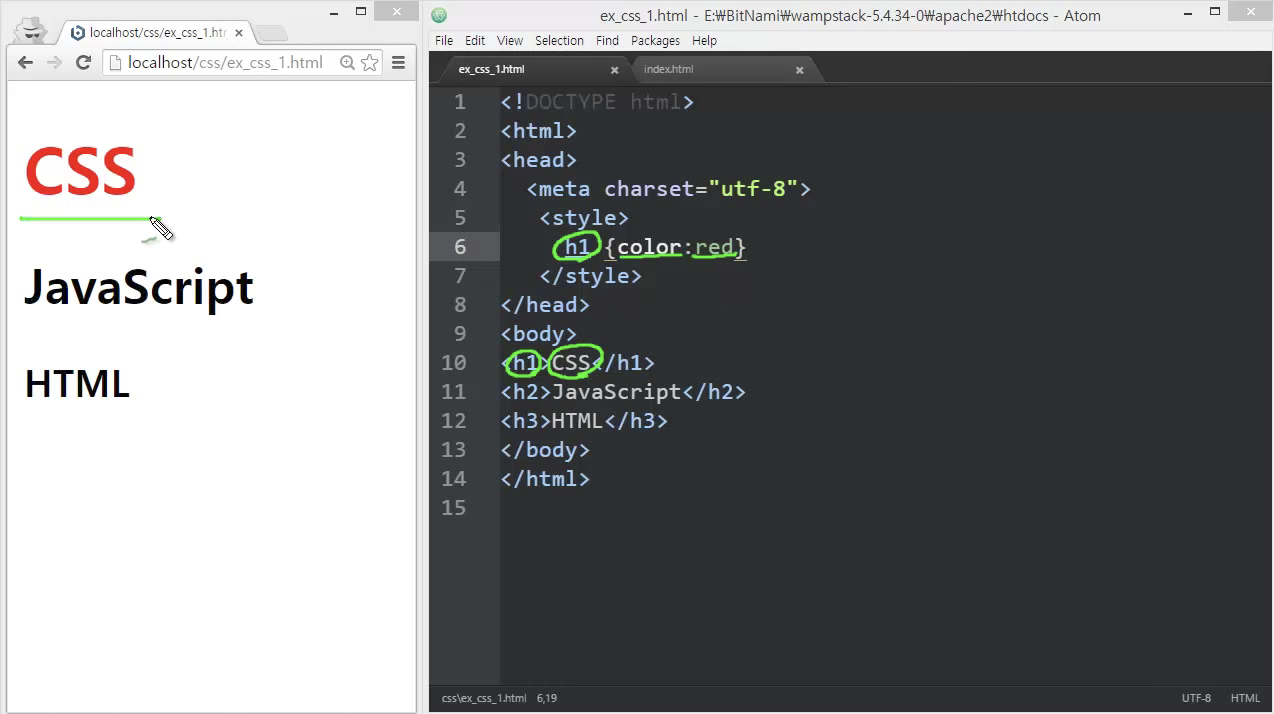 localhost/css/ex_css_1.htm
localhost/css/ex_css_1.html
CSS
JavaScript
HTML
ex_css_1.html - E:₩BitNami₩wampstack-5.4.34-0₩apache2₩htdocs - Atom
File Edit View Selection Find Packages Help
ex_css_1.html index.html
1 <!DOCTYPE html>
2 <html>
3 <head>
4 <meta charset="utf-8">
5 <style>
6 h1 {color:red}
7 </style>
8 </head>
9 <body>
10 <h1>CSS</h1>
11 <h2>JavaScript</h2>
12 <h3>HTML</h3>
13 </body>
14 </html>
15
css\ex_css_1.html 6,19 UTF-8 HTML